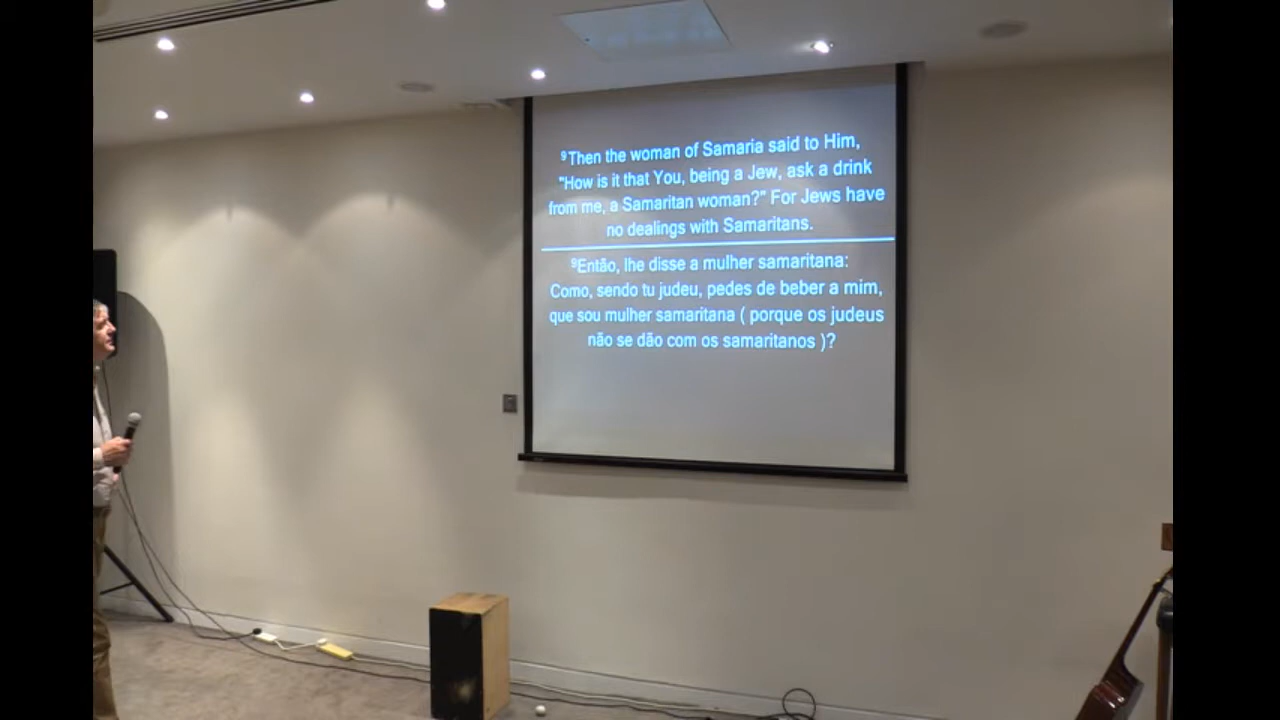 ⁹Then the woman of Samaria said to Him,
"How is it that You, being a Jew, ask a drink
from me, a Samaritan woman?" For Jews have
no dealings with Samaritans.
⁹Então, lhe disse a mulher samaritana:
Como, sendo tu judeu, pedes de beber a mim,
que sou mulher samaritana ( porque os judeus
não se dão com os samaritanos )?